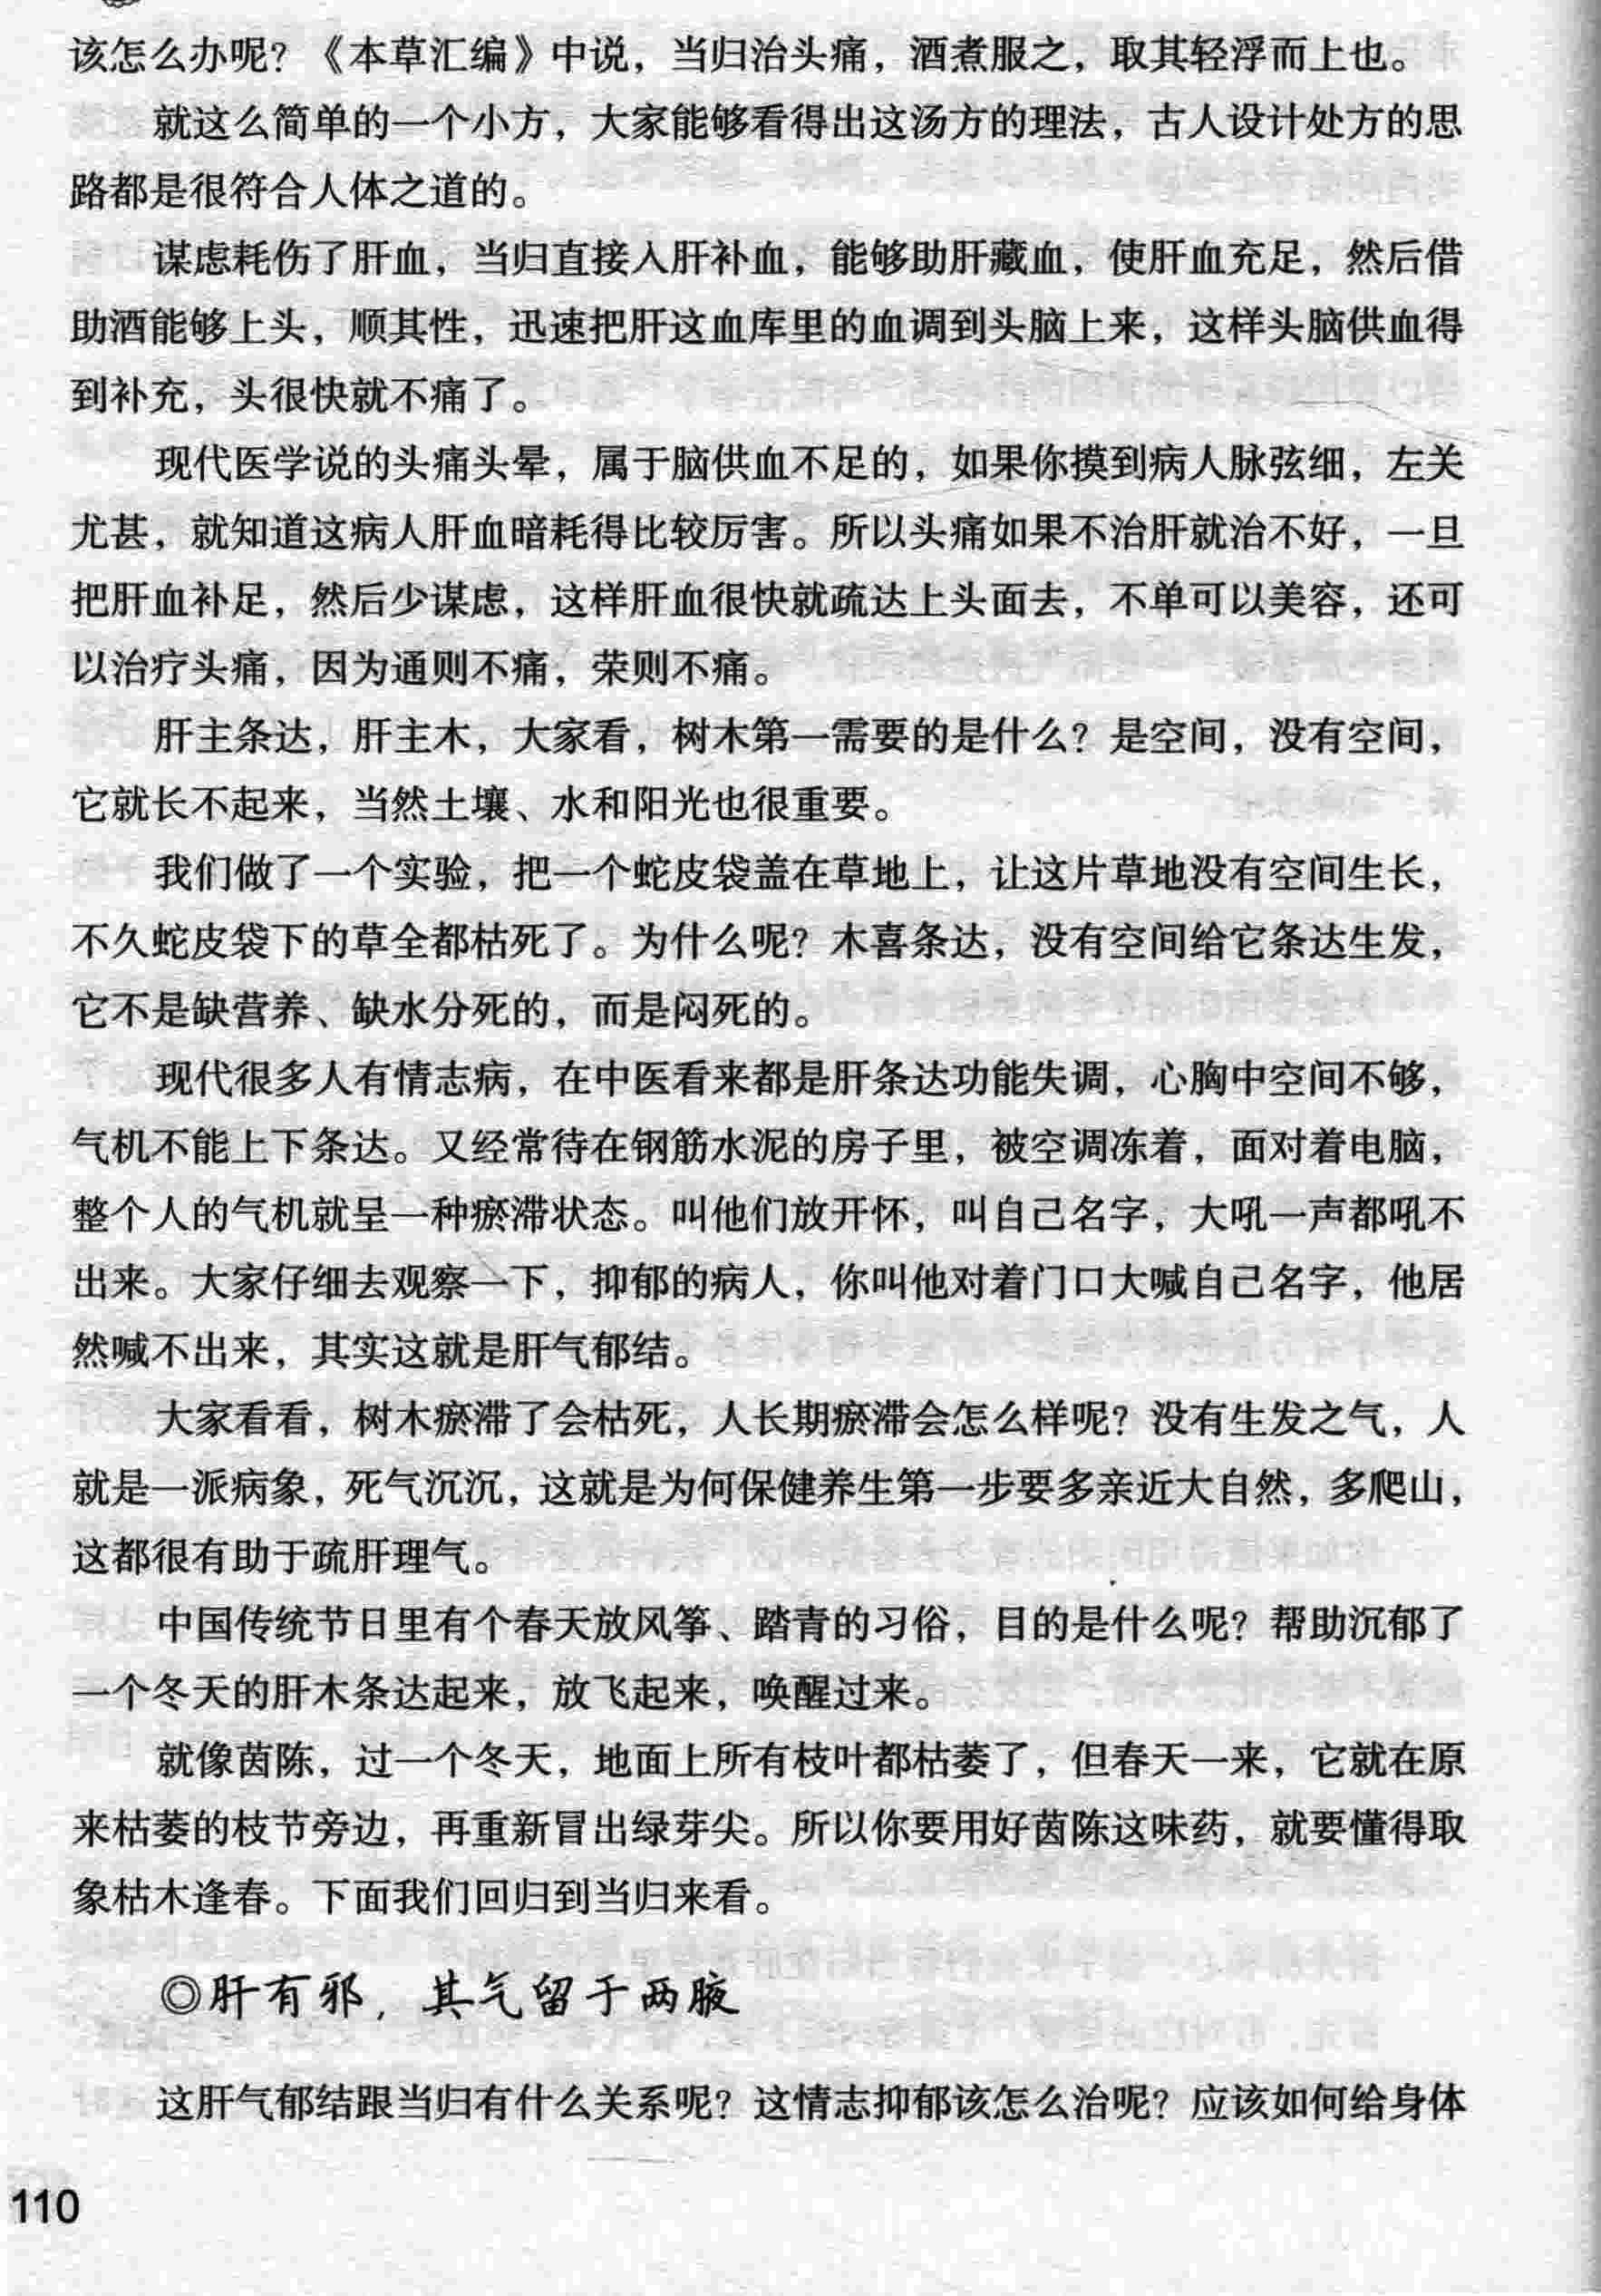 该怎么办呢？《本草汇编》中说，当归治头痛，酒煮服之，取其轻浮而上也。
就这么简单的一个小方，大家能够看得出这汤方的理法，古人设计处方的思
路都是很符合人体之道的。
谋虑耗伤了肝血，当归直接入肝补血，能够助肝藏血，使肝血充足，然后借
助酒能够上头，顺其性，迅速把肝这血库里的血调到头脑上来，这样头脑供血得
到补充，头很快就不痛了。
现代医学说的头痛头晕，属于脑供血不足的，如果你摸到病人脉弦细，左关
尤甚，就知道这病人肝血暗耗得比较厉害。所以头痛如果不治肝就治不好，一旦
把肝血补足，然后少谋虑，这样肝血很快就疏达上头面去，不单可以美容，还可
以治疗头痛，因为通则不痛，荣则不痛。
肝主条达，肝主木，大家看，树木第一需要的是什么？是空间，没有空间，
它就长不起来，当然土壤、水和阳光也很重要。
我们做了一个实验，把一个蛇皮袋盖在草地上，让这片草地没有空间生长，
不久蛇皮袋下的草全都枯死了。为什么呢？木喜条达，没有空间给它条达生发，
它不是缺营养、缺水分死的，而是闷死的。
现代很多人有情志病，在中医看来都是肝条达功能失调，心胸中空间不够，
气机不能上下条达。又经常待在钢筋水泥的房子里，被空调冻着，面对着电脑，
整个人的气机就呈一种瘀滞状态。叫他们放开怀，叫自己名字，大吼一声都吼不
出来。大家仔细去观察一下，抑郁的病人，你叫他对着门口大喊自己名字，他居
然喊不出来，其实这就是肝气郁结。
大家看看，树木瘀滞了会枯死，人长期瘀滞会怎么样呢？没有生发之气，人
就是一派病象，死气沉沉，这就是为何保健养生第一步要多亲近大自然，多爬山，
这都很有助于疏肝理气。
中国传统节日里有个春天放风筝、踏青的习俗，目的是什么呢？帮助沉郁了
一个冬天的肝木条达起来，放飞起来，唤醒过来。
就像茵陈，过一个冬天，地面上所有枝叶都枯萎了，但春天一来，它就在原
来枯萎的枝节旁边，再重新冒出绿芽尖。所以你要用好茵陈这味药，就要懂得取
象枯木逢春。下面我们回归到当归来看。
◎肝有邪，其气留于两腋
这肝气郁结跟当归有什么关系呢？这情志抑郁该怎么治呢？应该如何给身体
110